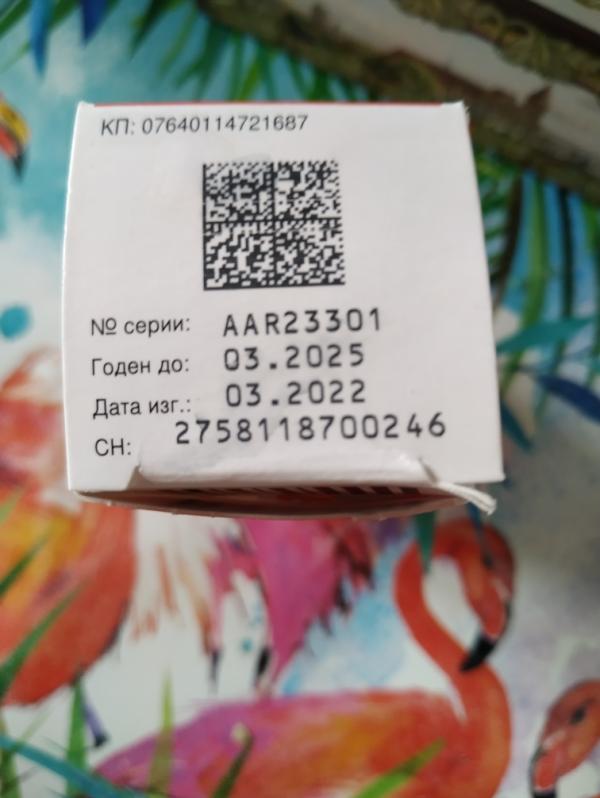 КП: 07640114721687
№ серии: AAR23301
Годен до: 03.2025
Дата изг.: 03.2022
СН: 2758118700246